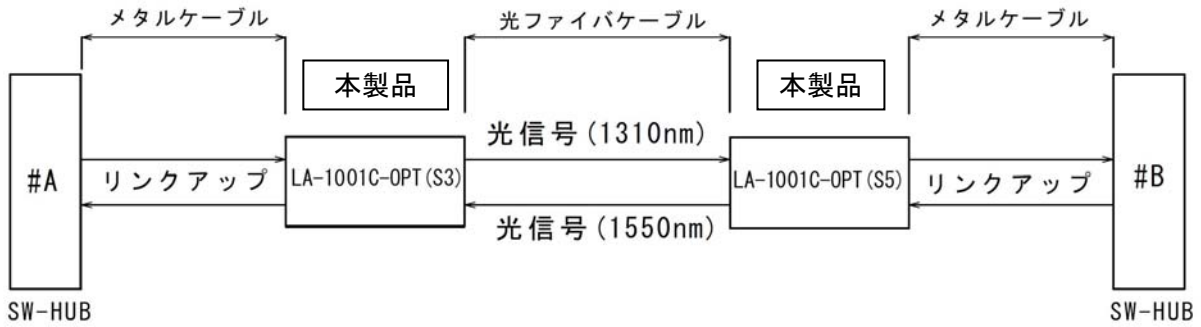 メタルケーブル
光ファイバケーブル
メタルケーブル
本製品
本製品
光信号(1310nm)
#A
リンクアップ
LA-1001C-OPT(S3)
LA-1001C-OPT(S5)
リンクアップ
#B
光信号(1550nm)
SW-HUB
SW-HUB